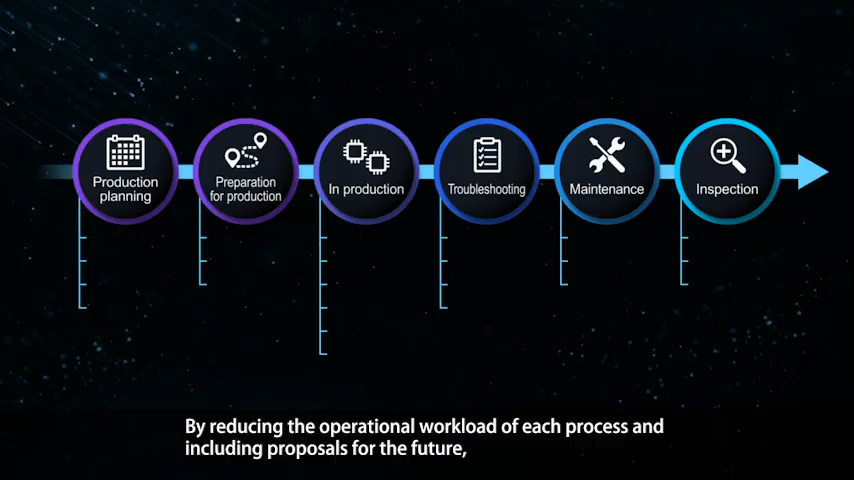 Production
planning
Preparation
for production
In production
Troubleshooting
Maintenance
Inspection
By reducing the operational workload of each process and
including proposals for the future,